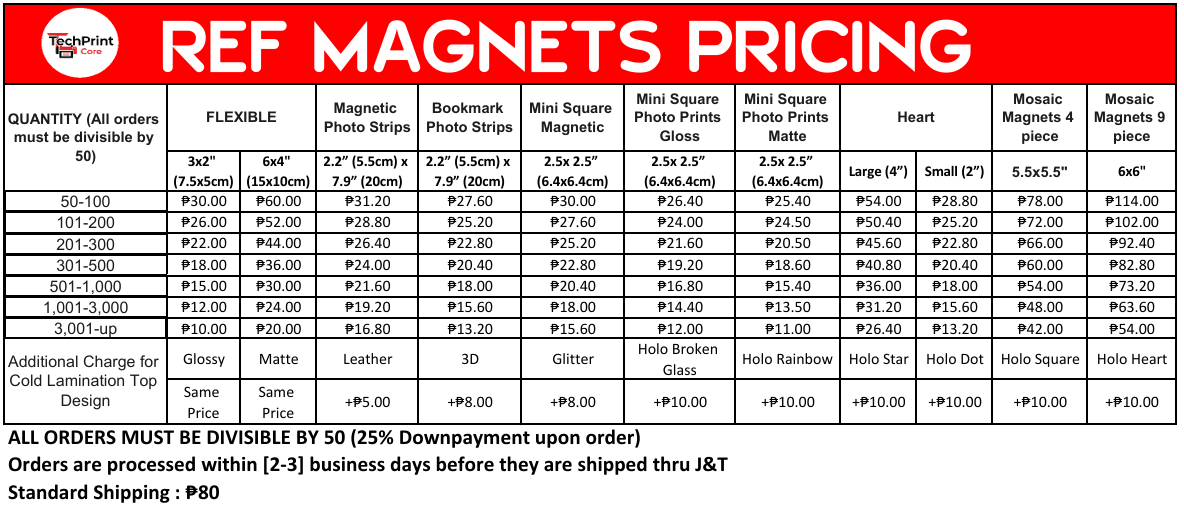 TechPrint
Core
REF MAGNETS PRICING
QUANTITY (All orders must be divisible by 50) FLEXIBLE Magnetic Photo Strips Bookmark Photo Strips Mini Square Magnetic Mini Square Photo Prints Gloss Mini Square Photo Prints Matte Heart Mosaic Magnets 4 piece Mosaic Magnets 9 piece
3x2" (7.5x5cm) 6x4" (15x10cm) 2.2” (5.5cm) x 7.9” (20cm) 2.2” (5.5cm) x 7.9” (20cm) 2.5x 2.5” (6.4x6.4cm) 2.5x 2.5” (6.4x6.4cm) 2.5x 2.5” (6.4x6.4cm) Large (4”) Small (2”) 5.5x5.5" 6x6"
50-100 ₱30.00 ₱60.00 ₱31.20 ₱27.60 ₱30.00 ₱26.40 ₱25.40 ₱54.00 ₱28.80 ₱78.00 ₱114.00
101-200 ₱26.00 ₱52.00 ₱28.80 ₱25.20 ₱27.60 ₱24.00 ₱24.50 ₱50.40 ₱25.20 ₱72.00 ₱102.00
201-300 ₱22.00 ₱44.00 ₱26.40 ₱22.80 ₱25.20 ₱21.60 ₱20.50 ₱45.60 ₱22.80 ₱66.00 ₱92.40
301-500 ₱18.00 ₱36.00 ₱24.00 ₱20.40 ₱22.80 ₱19.20 ₱18.60 ₱40.80 ₱20.40 ₱60.00 ₱82.80
501-1,000 ₱15.00 ₱30.00 ₱21.60 ₱18.00 ₱20.40 ₱16.80 ₱15.40 ₱36.00 ₱18.00 ₱54.00 ₱73.20
1,001-3,000 ₱12.00 ₱24.00 ₱19.20 ₱15.60 ₱18.00 ₱14.40 ₱13.50 ₱31.20 ₱15.60 ₱48.00 ₱63.60
3,001-up ₱10.00 ₱20.00 ₱16.80 ₱13.20 ₱15.60 ₱12.00 ₱11.00 ₱26.40 ₱13.20 ₱42.00 ₱54.00
Additional Charge for Cold Lamination Top Design Glossy Matte Leather 3D Glitter Holo Broken Glass Holo Rainbow Holo Star Holo Dot Holo Square Holo Heart
Same Price Same Price +₱5.00 +₱8.00 +₱8.00 +₱10.00 +₱10.00 +₱10.00 +₱10.00 +₱10.00 +₱10.00
ALL ORDERS MUST BE DIVISIBLE BY 50 (25% Downpayment upon order)
Orders are processed within [2-3] business days before they are shipped thru J&T
Standard Shipping : ₱80